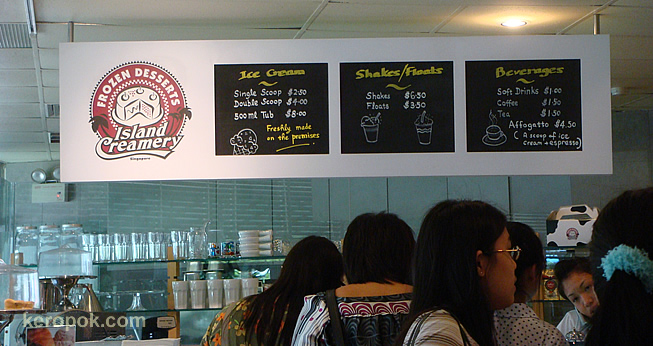 FROZEN DESSERTS
Island
Creamery
Singapore
Ice Cream
Single Scoop $2.50
Double Scoop $4.00
500ml Tub $8.00
Freshly made
on the premises
Shakes/Floats
Shakes $6.50
Floats $3.50
Beverages
Soft Drinks $1.00
Coffee $1.50
Tea $1.50
Affogatto $4.50
(A scoop of ice
cream + espresso)
keropok.com